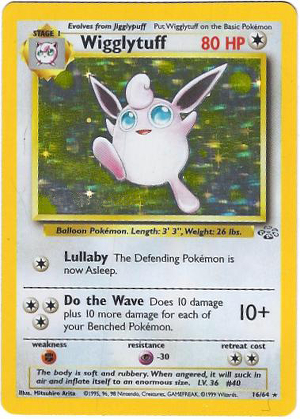 Evolves from Jigglypuff Put Wigglytuff on the Basic Pokémon
STAGE 1
Wigglytuff 80 HP
Balloon Pokémon. Length: 3' 3", Weight: 26 lbs.
Lullaby The Defending Pokémon is
now Asleep.
Do the Wave Does 10 damage
plus 10 more damage for each of
your Benched Pokémon.
10+
weakness resistance retreat cost
-30
The body is soft and rubbery. When angered, it will suck in
air and inflate itself to an enormous size. LV. 36 #40
Illus. Mitsuhiro Arita ©1995, 96, 98 Nintendo, Creatures, GAMEFREAK. ©1999 Wizards. 16/64 ★